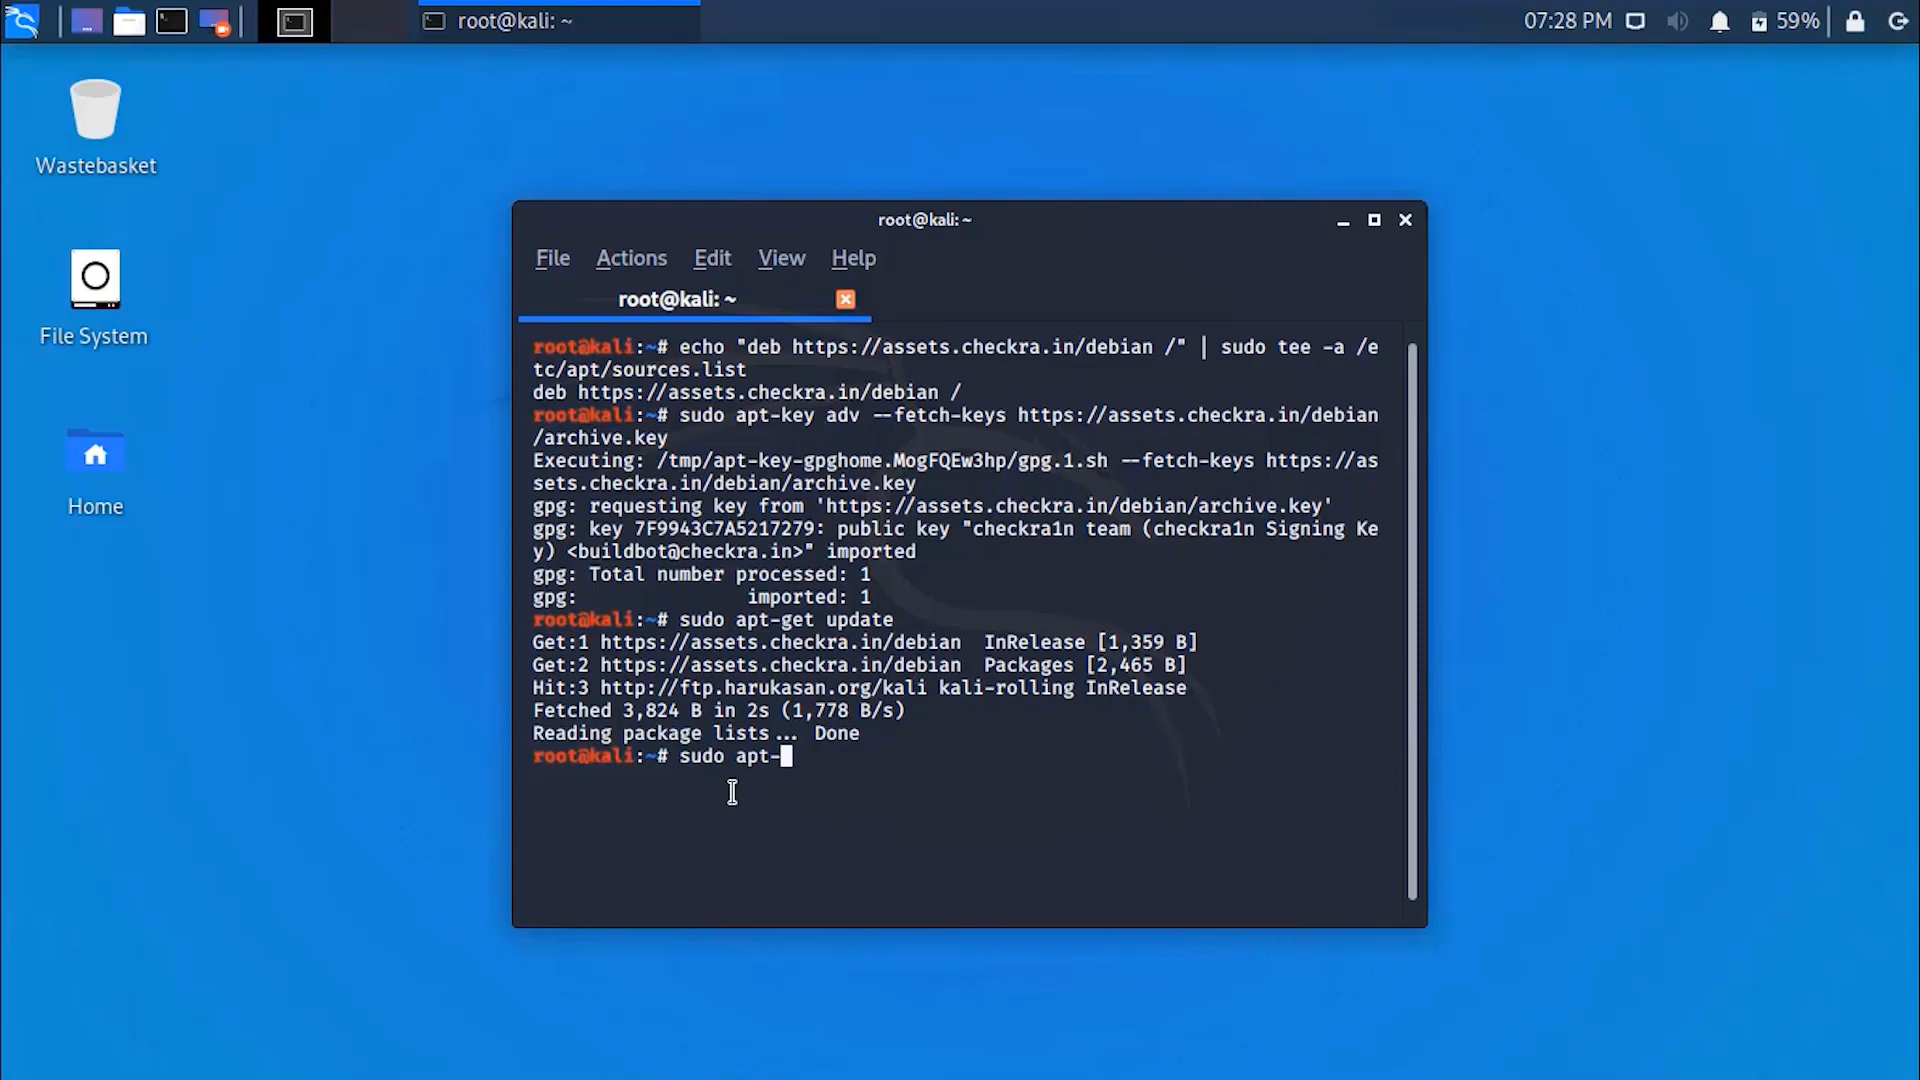 root@kali: ~
07:28 PM
59%
Wastebasket
File System
Home
root@kali: ~
File Actions Edit View Help
root@kali: ~
root@kali:~# echo "deb https://assets.checkra.in/debian /" | sudo tee -a /e
tc/apt/sources.list
deb https://assets.checkra.in/debian /
root@kali:~# sudo apt-key adv --fetch-keys https://assets.checkra.in/debian
/archive.key
Executing: /tmp/apt-key-gpghome.MogFQEw3hp/gpg.1.sh --fetch-keys https://as
sets.checkra.in/debian/archive.key
gpg: requesting key from 'https://assets.checkra.in/debian/archive.key'
gpg: key 7F9943C7A5217279: public key "checkra1n team (checkra1n Signing Ke
y) <buildbot@checkra.in>" imported
gpg: Total number processed: 1
gpg:               imported: 1
root@kali:~# sudo apt-get update
Get:1 https://assets.checkra.in/debian  InRelease [1,359 B]
Get:2 https://assets.checkra.in/debian  Packages [2,465 B]
Hit:3 http://ftp.harukasan.org/kali kali-rolling InRelease
Fetched 3,824 B in 2s (1,778 B/s)
Reading package lists... Done
root@kali:~# sudo apt-